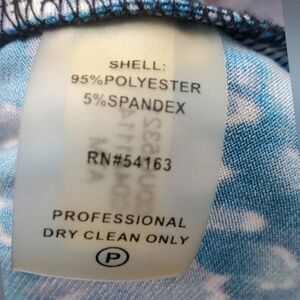 SHELL:
95%POLYESTER
5%SPANDEX
RN#54163
PROFESSIONAL
DRY CLEAN ONLY
P